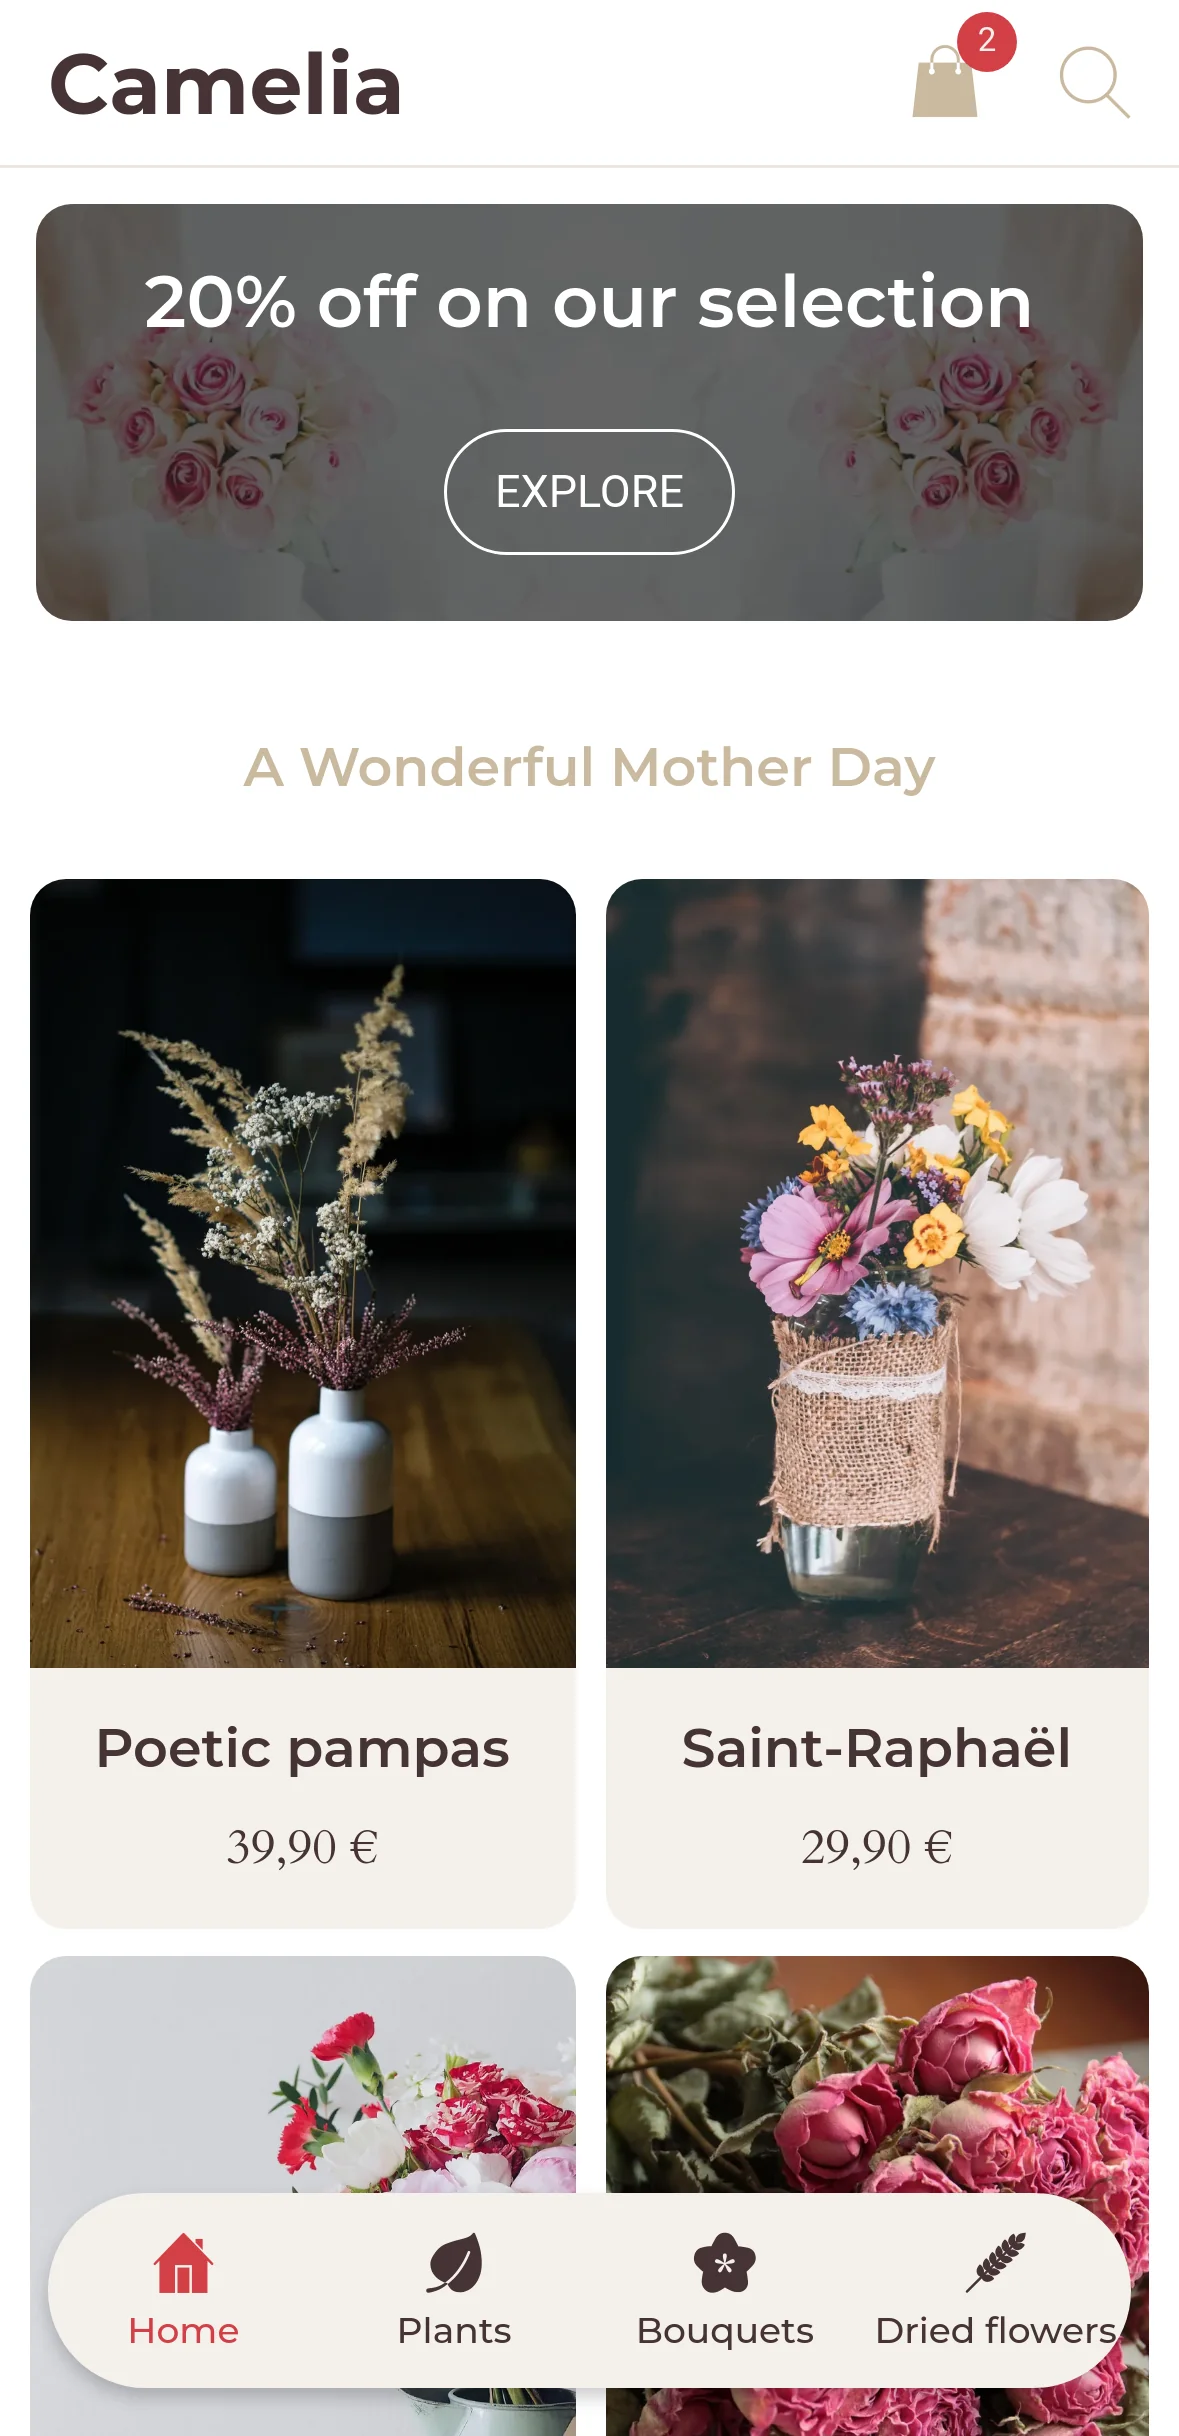 Camelia
2
20% off on our selection
EXPLORE
A Wonderful Mother Day
Poetic pampas
39,90 €
Saint-Raphaël
29,90 €
Home
Plants
Bouquets
Dried flowers